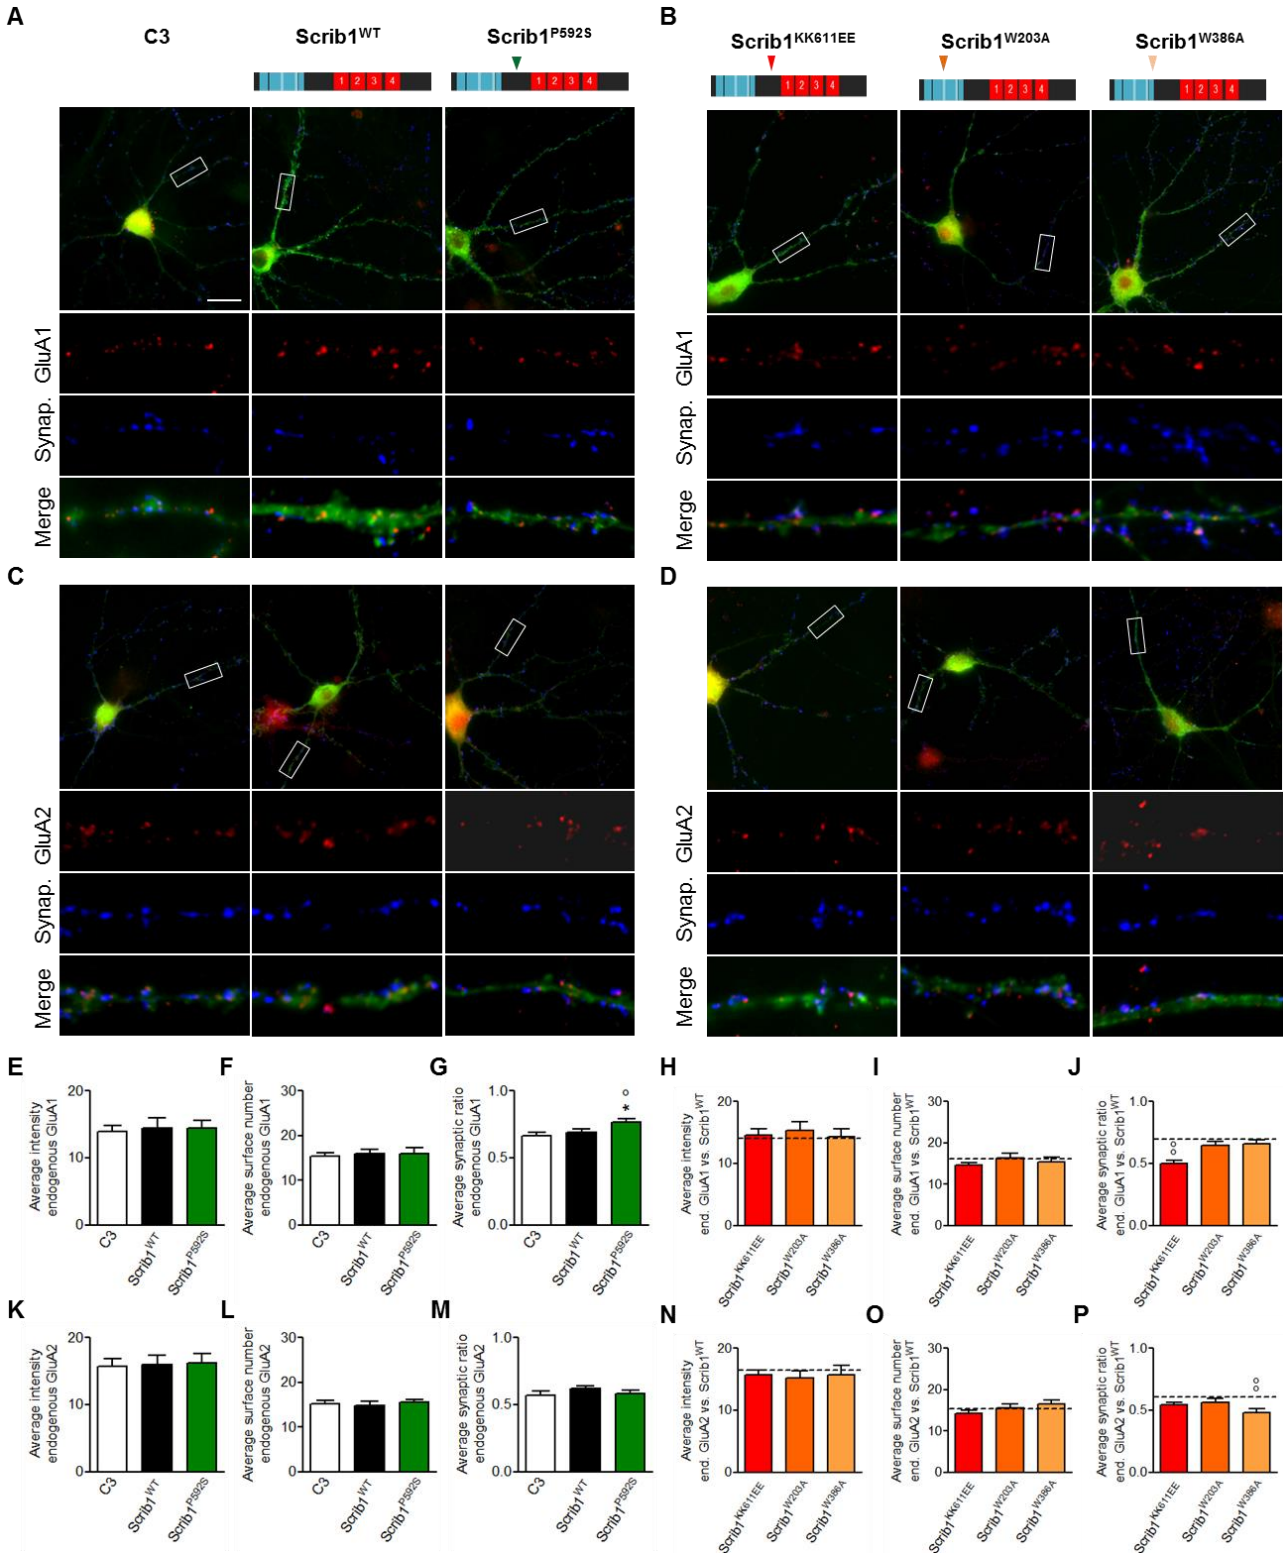 A
C3
Scrib1WT
Scrib1P592S
1 2 3 4
1 2 3 4
B
Scrib1KK611EE
Scrib1W203A
Scrib1W386A
1 2 3 4
1 2 3 4
1 2 3 4
GluA1
Synap.
Merge
GluA1
Synap.
Merge
C
D
GluA2
Synap.
Merge
GluA2
Synap.
Merge
E
Average intensity
endogenous GluA1
20
10
0
C3
Scrib1WT
Scrib1P592S
F
Average surface number
endogenous GluA1
30
20
10
0
C3
Scrib1WT
Scrib1P592S
G
Average synaptic ratio
endogenous GluA1
1.0
0.5
0.0
°
*
C3
Scrib1WT
Scrib1P592S
H
Average intensity
end. GluA1 vs. Scrib1WT
20
10
0
Scrib1KK611EE
Scrib1W203A
Scrib1W386A
I
Average surface number
end. GluA1 vs. Scrib1WT
30
20
10
0
Scrib1KK611EE
Scrib1W203A
Scrib1W386A
J
Average synaptic ratio
end. GluA1 vs. Scrib1WT
1.0
0.5
0.0
°°
Scrib1KK611EE
Scrib1W203A
Scrib1W386A
K
Average intensity
endogenous GluA2
20
10
0
C3
Scrib1WT
Scrib1P592S
L
Average surface number
endogenous GluA2
30
20
10
0
C3
Scrib1WT
Scrib1P592S
M
Average synaptic ratio
endogenous GluA2
1.0
0.5
0.0
C3
Scrib1WT
Scrib1P592S
N
Average intensity
end. GluA2 vs. Scrib1WT
20
10
0
Scrib1KK611EE
Scrib1W203A
Scrib1W386A
O
Average surface number
end. GluA2 vs. Scrib1WT
30
20
10
0
Scrib1KK611EE
Scrib1W203A
Scrib1W386A
P
Average synaptic ratio
end. GluA2 vs. Scrib1WT
1.0
0.5
0.0
°°
Scrib1KK611EE
Scrib1W203A
Scrib1W386A